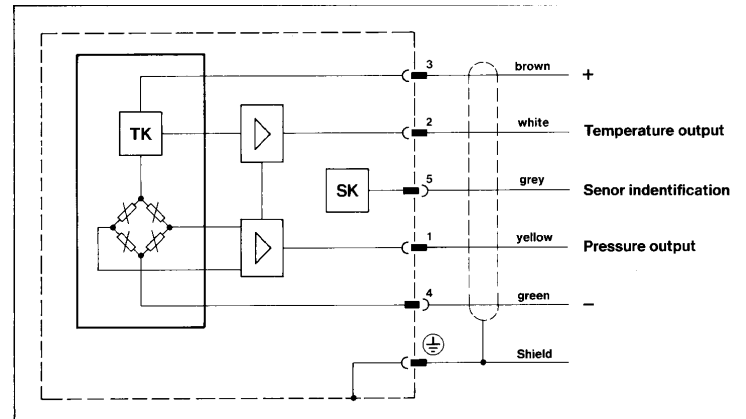 3 brown +
TK
2 white Temperature output
SK
5 grey Senor indentification
1 yellow Pressure output
4 green −
Shield